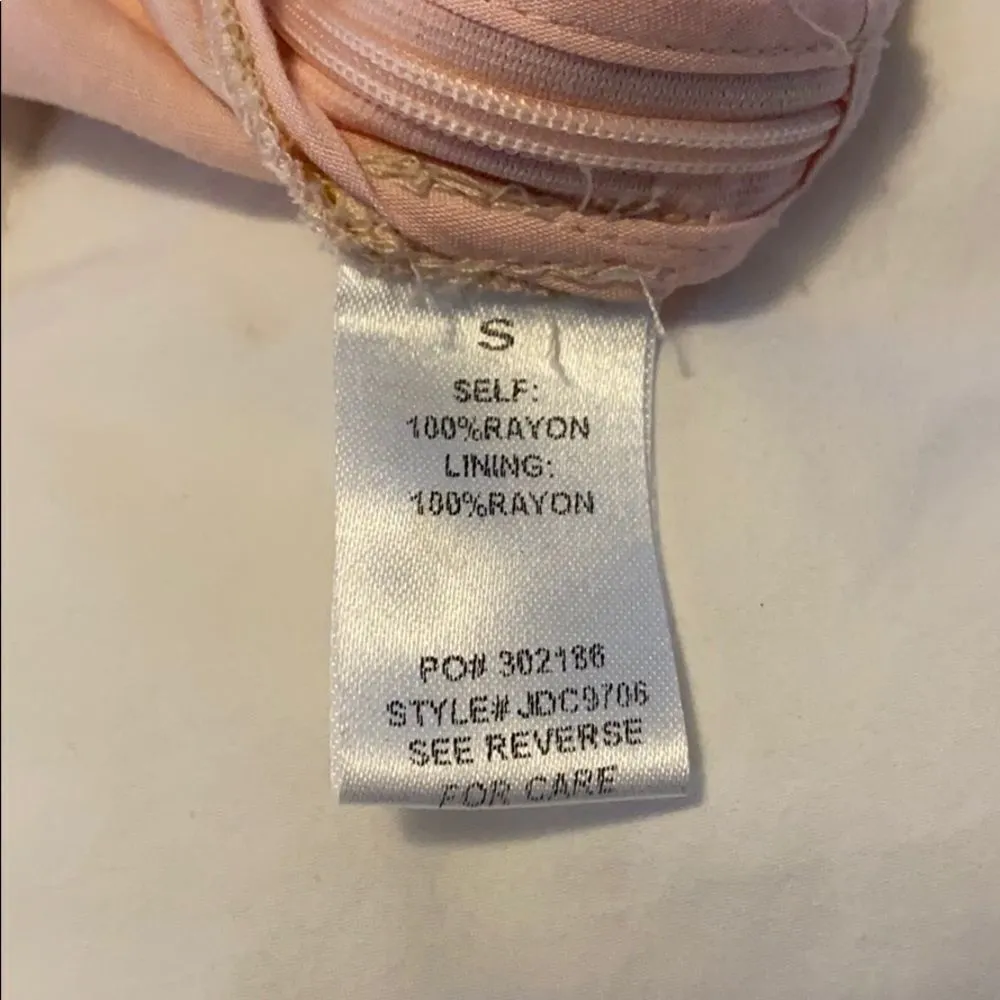 S
SELF:
100%RAYON
LINING:
100%RAYON
PO# 302186
STYLE# JDC9706
SEE REVERSE
FOR CARE